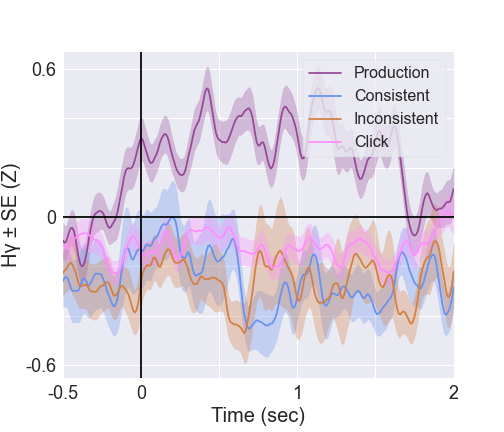 Production
Consistent
Inconsistent
Click
0.6
0
-0.6
Hγ ± SE (Z)
-0.5
0
1
2
Time (sec)